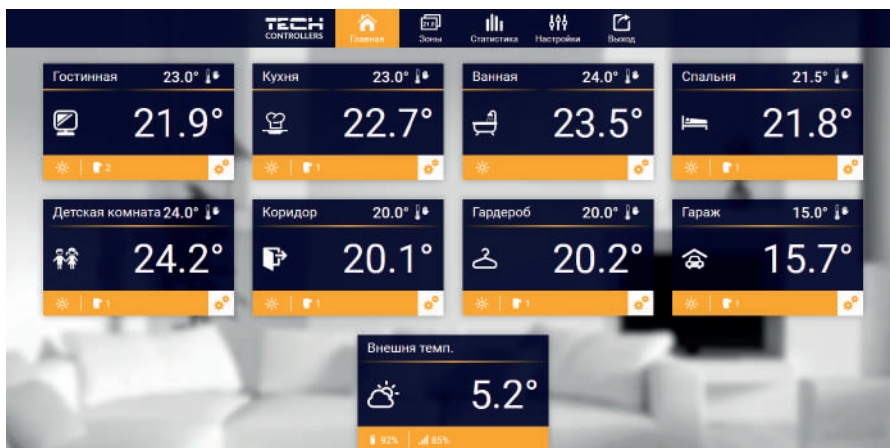 TECH
CONTROLLERS
Главная
24.0
Зоны
Статистика
Настройки
Выход
Гостинная 23.0°
21.9°
2
Кухня 23.0°
22.7°
1
Ванная 24.0°
23.5°
Спальня 21.5°
21.8°
1
Детская комната 24.0°
24.2°
1
Коридор 20.0°
20.1°
1
Гардероб 20.0°
20.2°
1
Гараж 15.0°
15.7°
1
Внешня темп.
5.2°
92% 85%